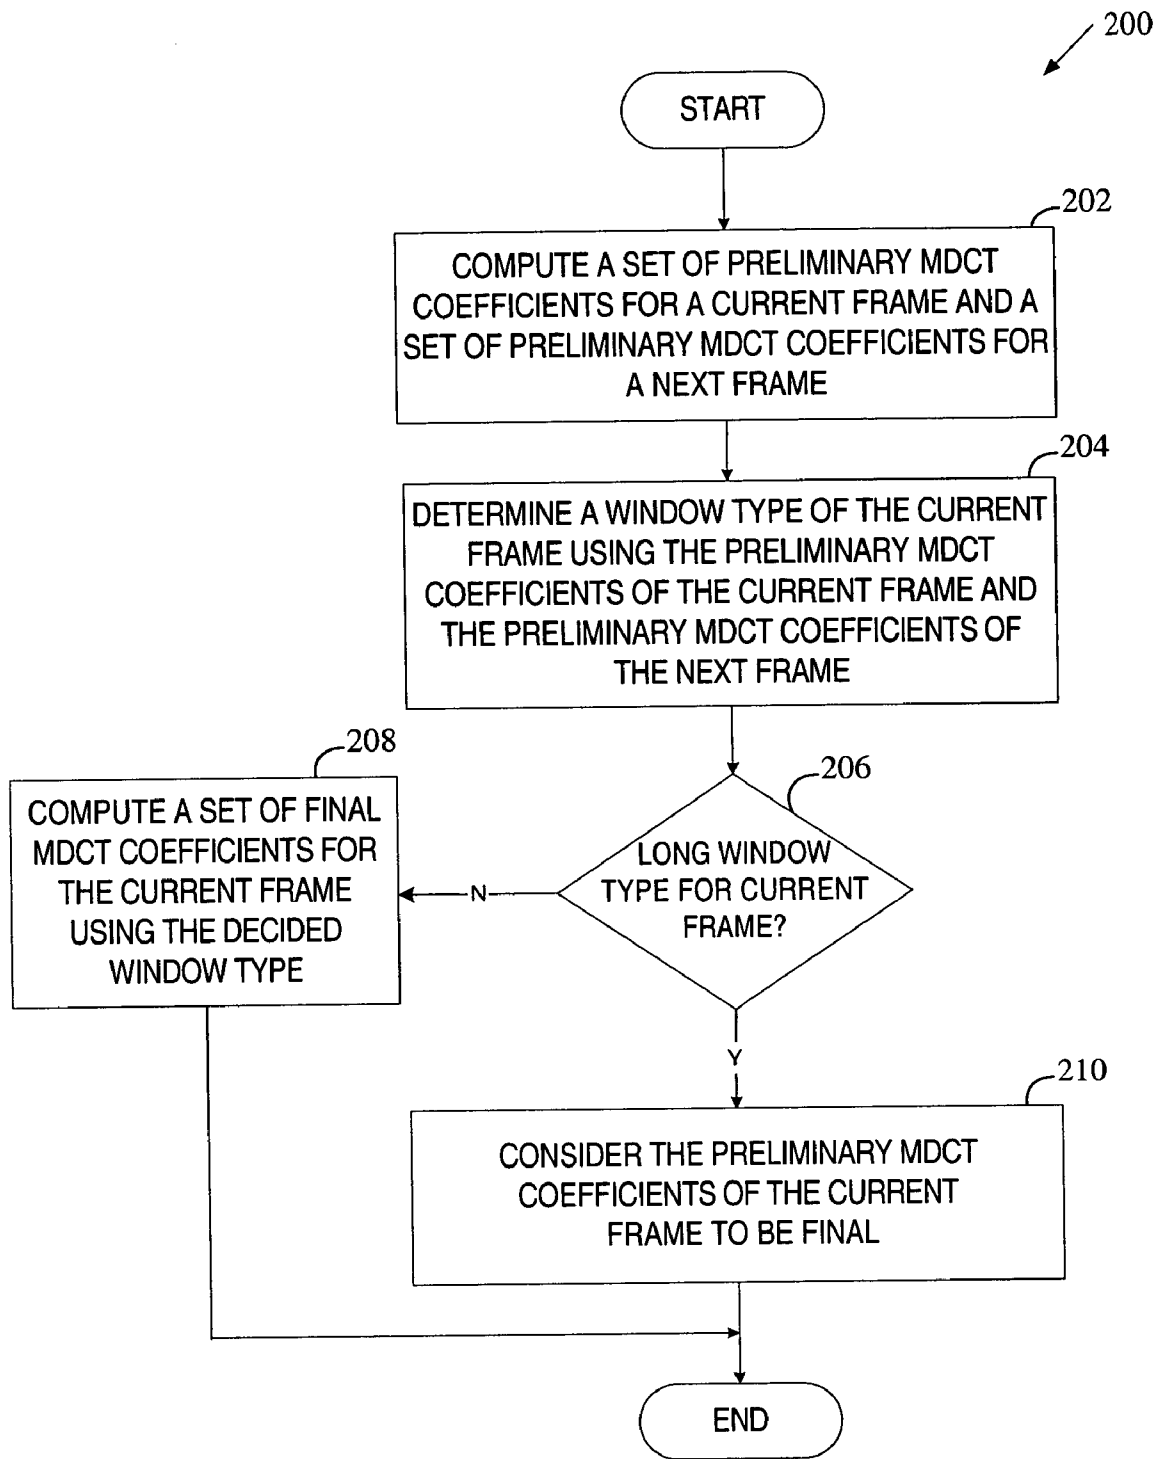 200
START
202
COMPUTE A SET OF PRELIMINARY MDCT
COEFFICIENTS FOR A CURRENT FRAME AND A
SET OF PRELIMINARY MDCT COEFFICIENTS FOR
A NEXT FRAME
204
DETERMINE A WINDOW TYPE OF THE CURRENT
FRAME USING THE PRELIMINARY MDCT
COEFFICIENTS OF THE CURRENT FRAME AND
THE PRELIMINARY MDCT COEFFICIENTS OF
THE NEXT FRAME
206
LONG WINDOW
TYPE FOR CURRENT
FRAME?
N
208
COMPUTE A SET OF FINAL
MDCT COEFFICIENTS FOR
THE CURRENT FRAME
USING THE DECIDED
WINDOW TYPE
Y
210
CONSIDER THE PRELIMINARY MDCT
COEFFICIENTS OF THE CURRENT
FRAME TO BE FINAL
END